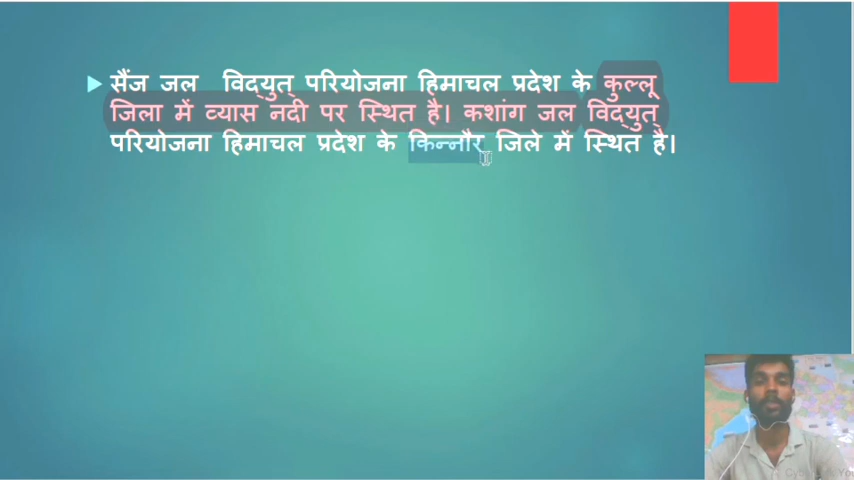 सैंज जल विद्युत् परियोजना हिमाचल प्रदेश के कुल्लू
जिला में व्यास नदी पर स्थित है। कशांग जल विद्युत्
परियोजना हिमाचल प्रदेश के किन्नौर जिले में स्थित है।